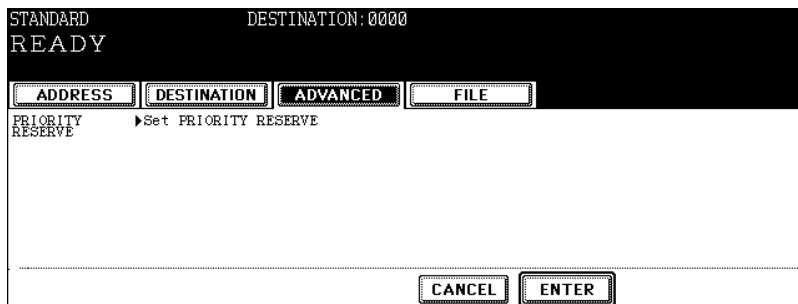 STANDARD DESTINATION:0000
READY
ADDRESS DESTINATION ADVANCED FILE
PRIORITY RESERVE ▶Set PRIORITY RESERVE
CANCEL ENTER